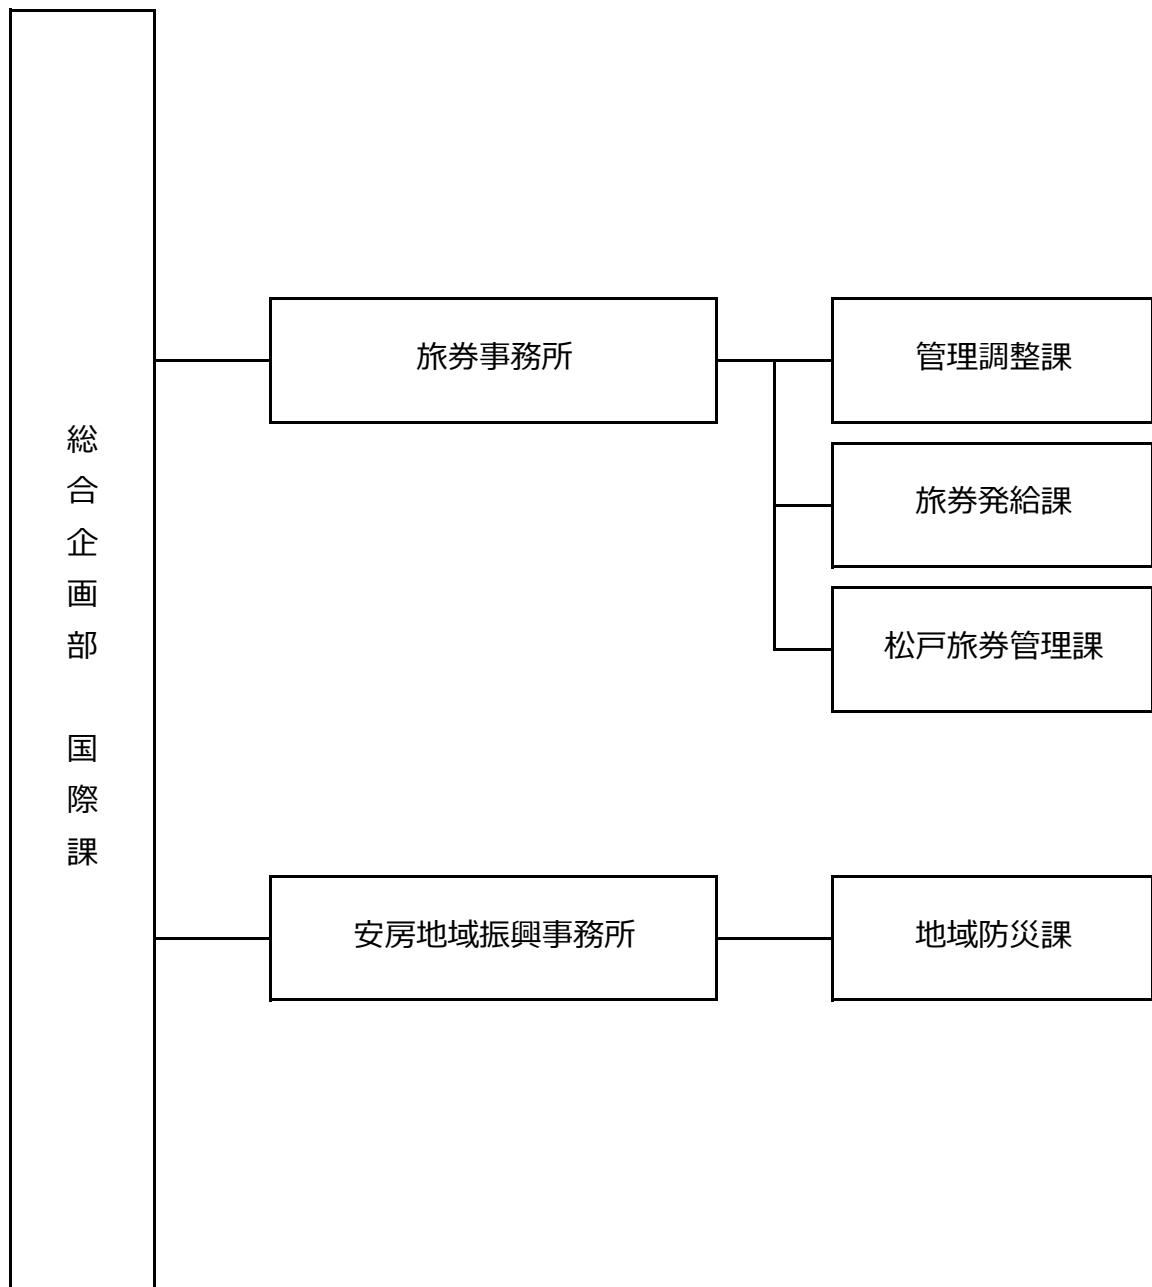 総合企画部 国際課
旅券事務所
管理調整課
旅券発給課
松戸旅券管理課
安房地域振興事務所
地域防災課